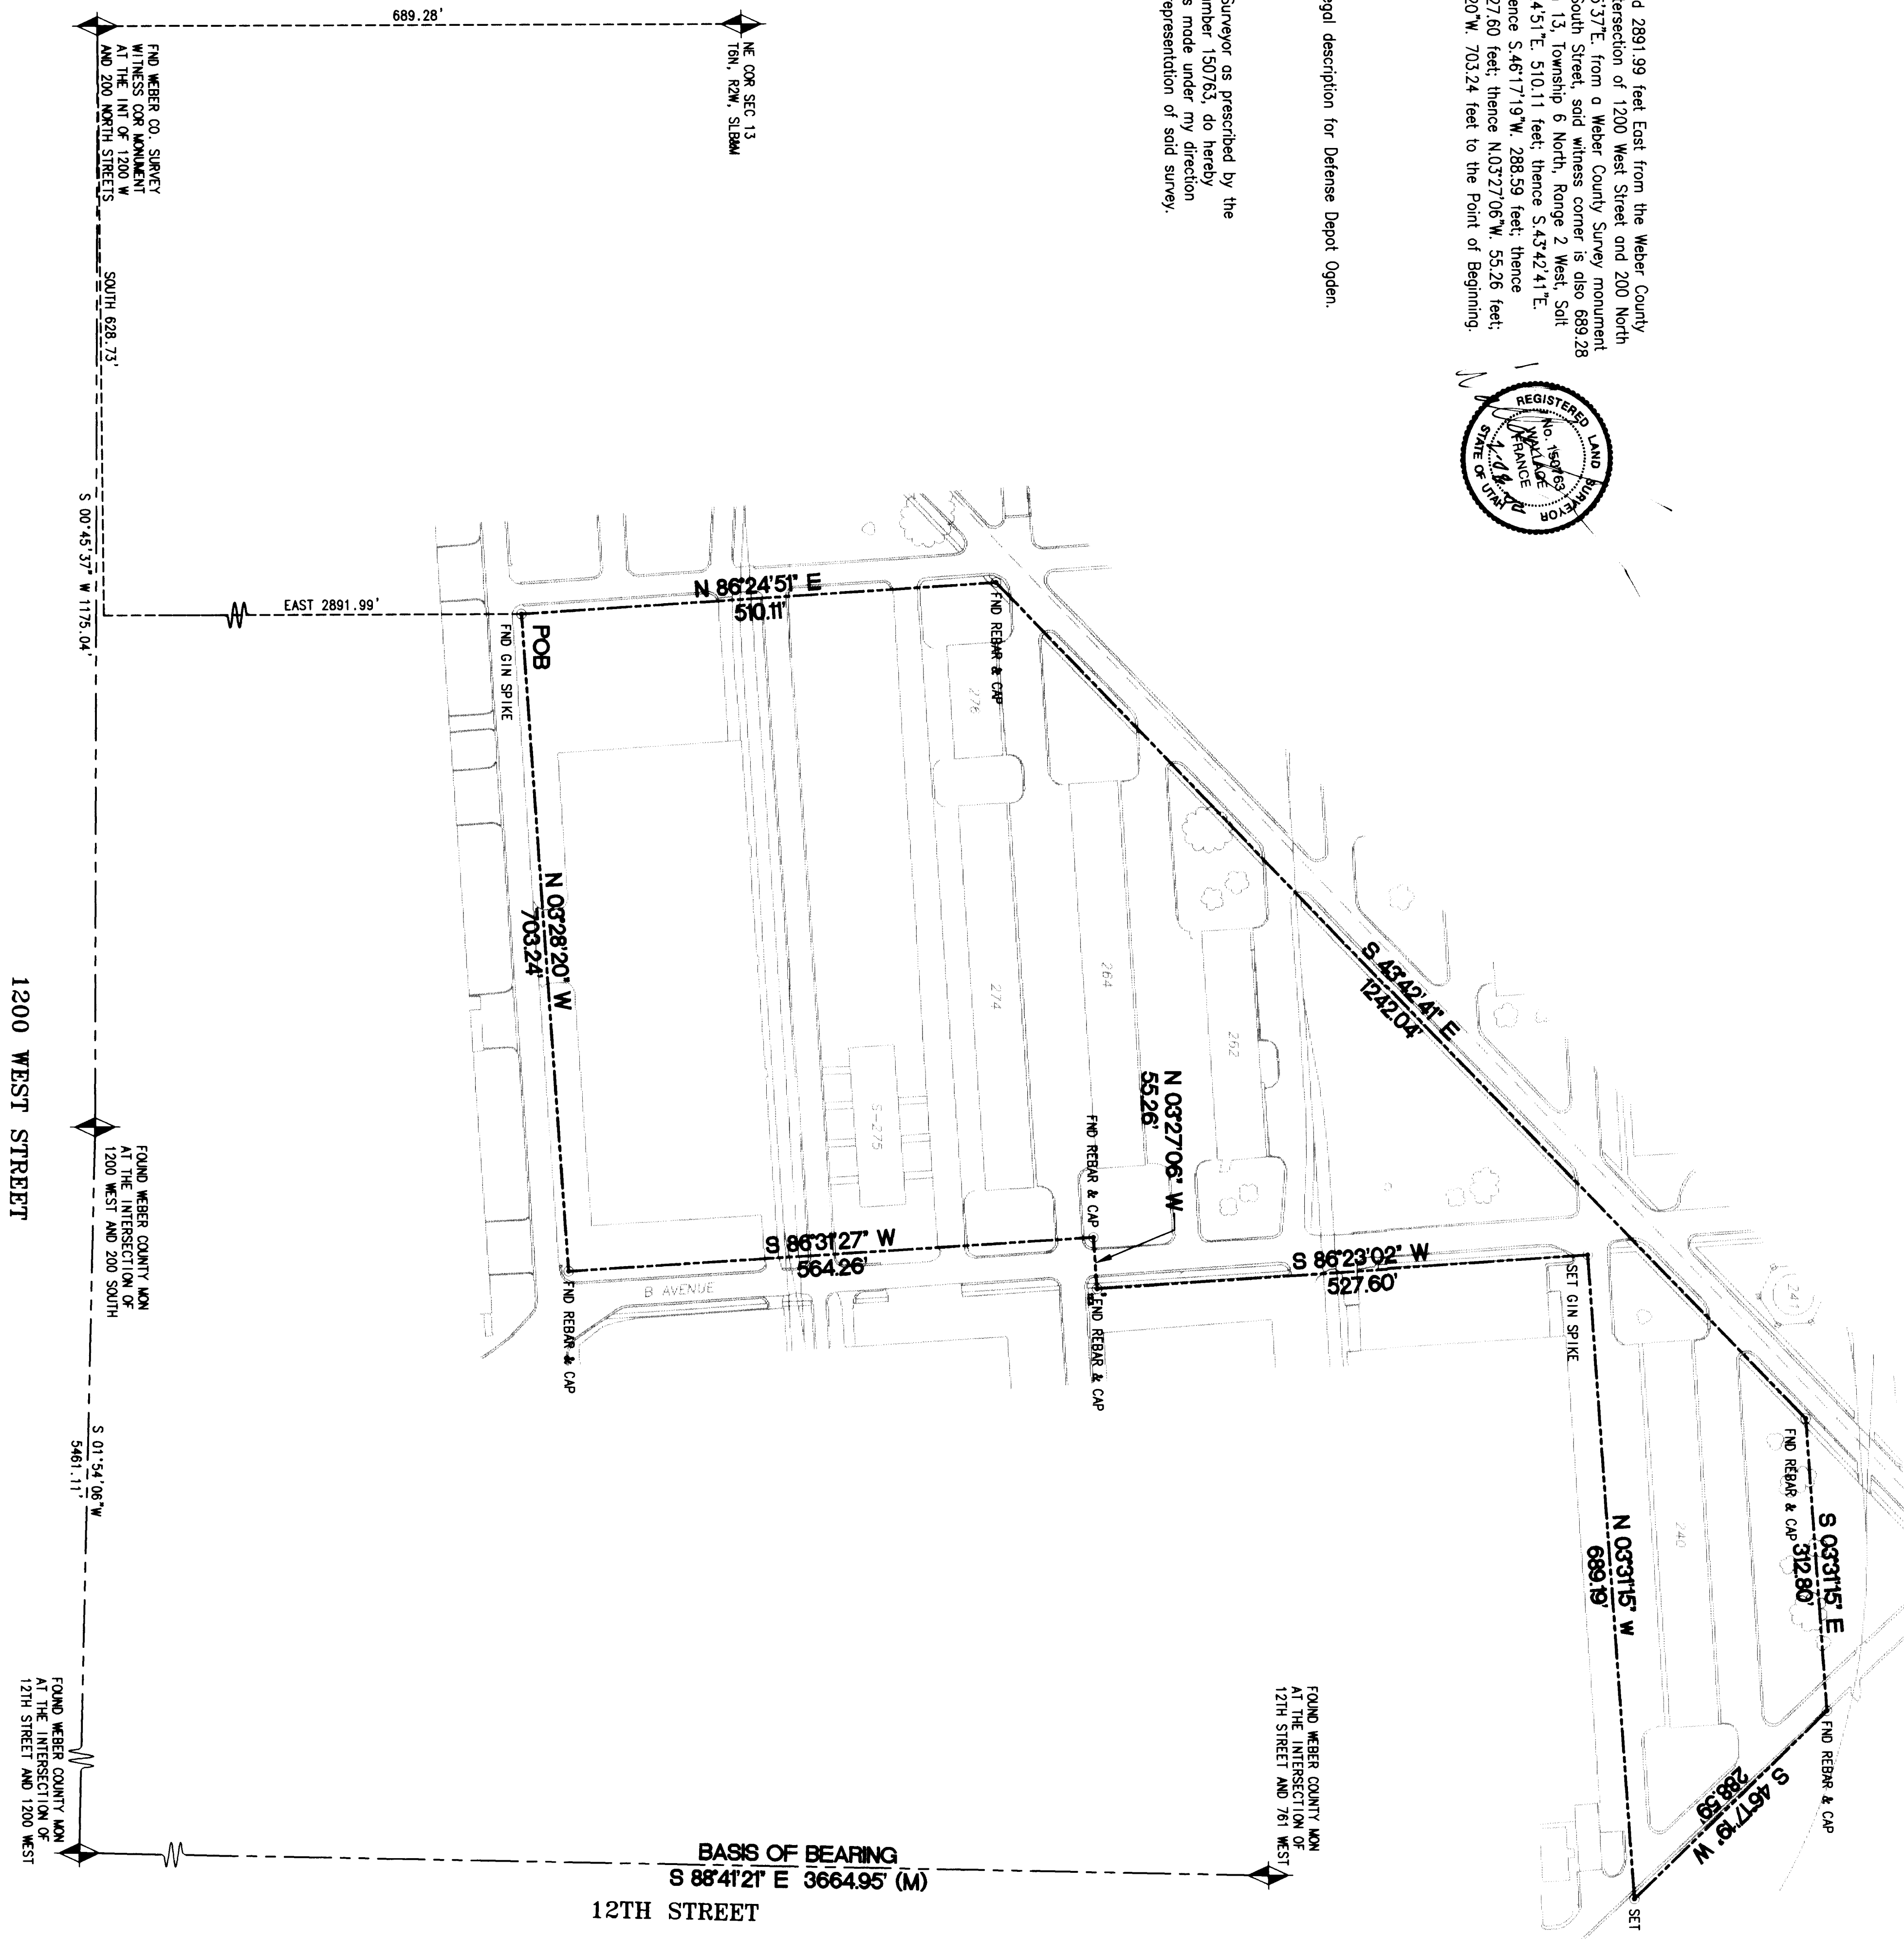 d 2891.99 feet East from the Weber County
tersection of 1200 West Street and 200 North
'37"E. from a Weber County Survey monument
South Street, said witness corner is also 689.28
13, Township 6 North, Range 2 West, Salt
4'51"E. 510.11 feet; thence S.43°42'41"E.
ence S.46°17'19"W. 288.59 feet; thence
27.60 feet; thence N.03°27'06"W. 55.26 feet;
20"W. 703.24 feet to the Point of Beginning.
REGISTERED LAND SURVEYOR
No. 150763
WALLACE
FRANCE
STATE OF UTAH
egal description for Defense Depot Ogden.
Surveyor as prescribed by the
mber 150763, do hereby
s made under my direction
representation of said survey.
689.28'
NE COR SEC 13
T6N, R2W, SLB&M
FND WEBER CO. SURVEY
WITNESS COR MONUMENT
AT THE INT OF 1200 W
AND 200 NORTH STREETS
SOUTH 628.73'
S 00°45'37" W 1175.04'
EAST 2891.99'
POB
FND GIN SPIKE
N 86°24'51" E
510.11'
FND REBAR & CAP
276
274
264
262
S-275
S 43°42'41" E
1242.04'
N 03°28'20" W
703.24'
N 03°27'06" W
55.26'
FND REBAR & CAP
S 86°31'27" W
564.26'
B AVENUE
FND REBAR & CAP
FND REBAR & CAP
S 86°23'02" W
527.60'
SET GIN SPIKE
241
240
FND REBAR & CAP
S 03°31'15" E
312.80'
N 03°31'15" W
689.19'
FND REBAR & CAP
S 46°17'19" W
288.59'
SET
1200 WEST STREET
FOUND WEBER COUNTY MON
AT THE INTERSECTION OF
1200 WEST AND 200 SOUTH
S 01°54'06"W
5461.11'
FOUND WEBER COUNTY MON
AT THE INTERSECTION OF
12TH STREET AND 1200 WEST
FOUND WEBER COUNTY MON
AT THE INTERSECTION OF
12TH STREET AND 761 WEST
BASIS OF BEARING
S 88°41'21" E 3664.95' (M)
12TH STREET